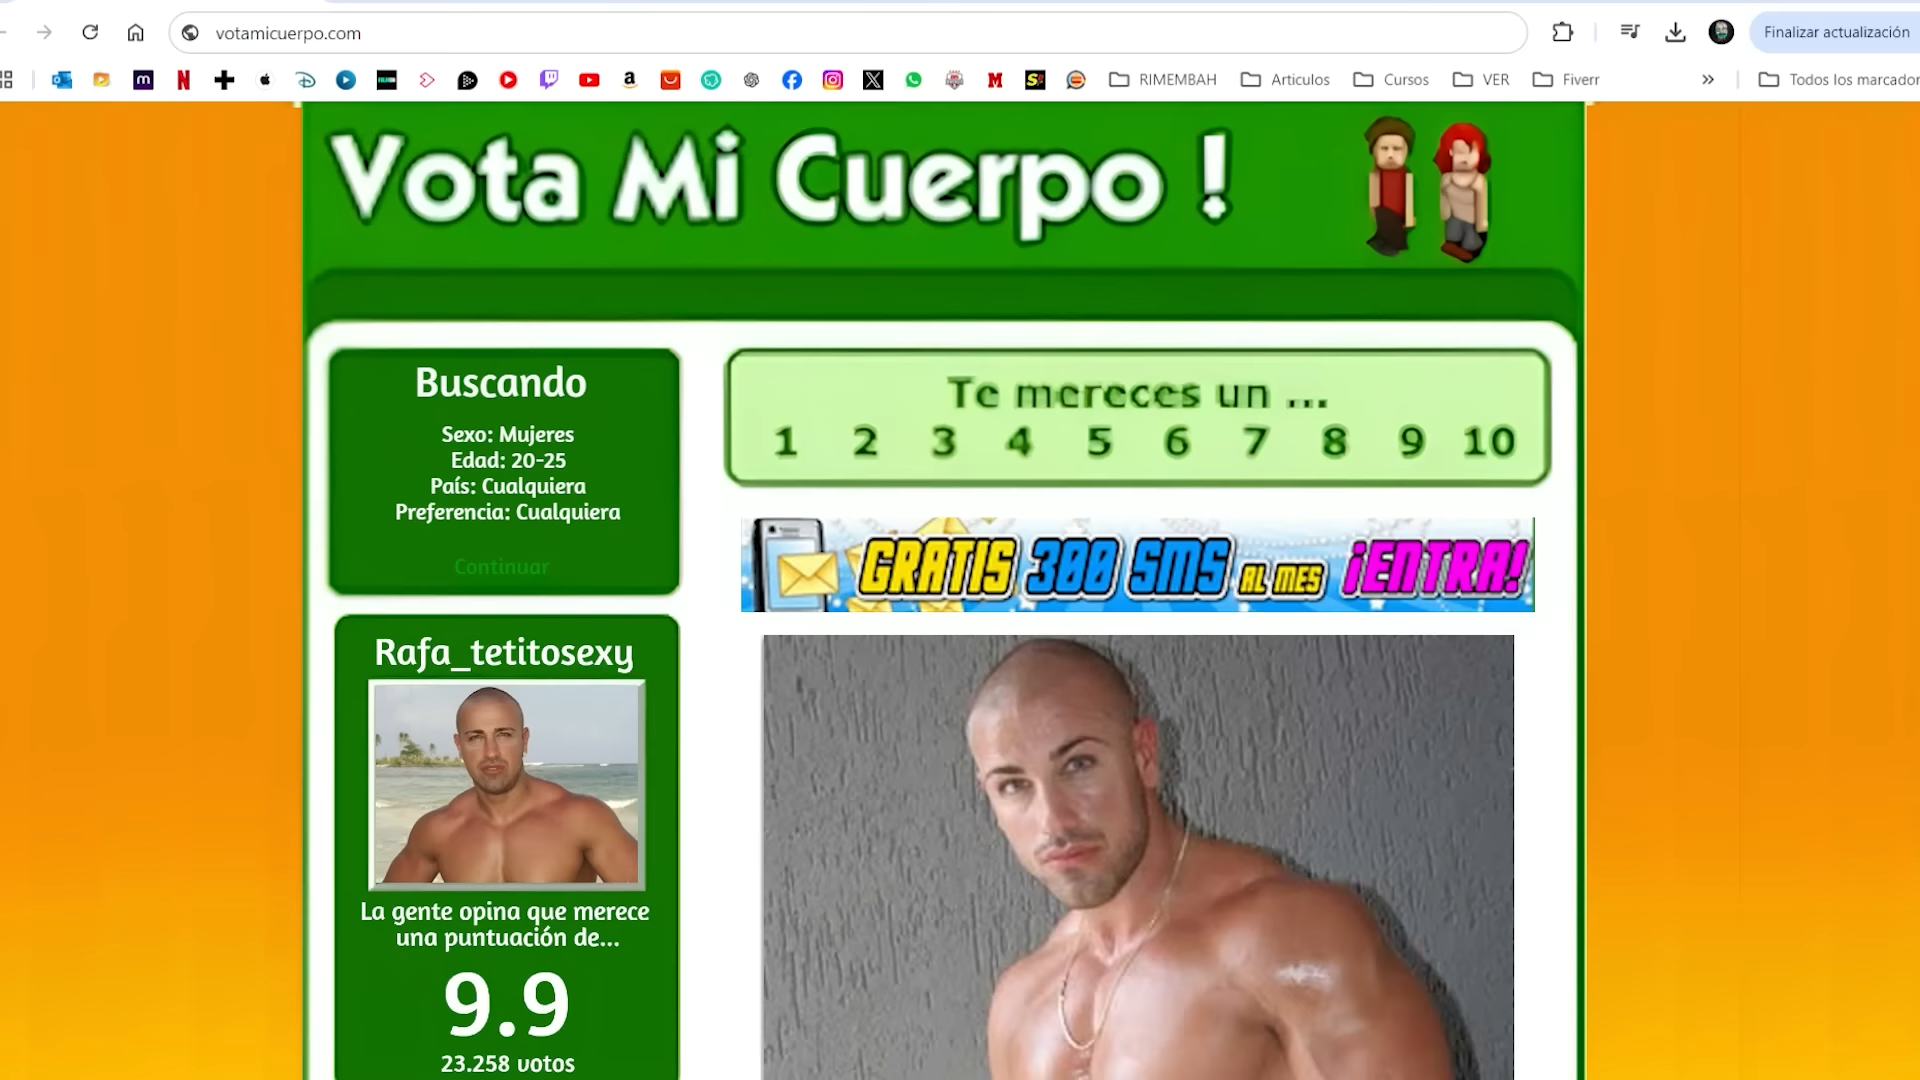 votamicuerpo.com
Finalizar actualización
RIMEMBAH
Articulos
Cursos
VER
Fiverr
»
Todos los marcador
Vota Mi Cuerpo !
Buscando
Sexo: Mujeres
Edad: 20-25
País: Cualquiera
Preferencia: Cualquiera
Continuar
Te mereces un ...
1 2 3 4 5 6 7 8 9 10
GRATIS 300 SMS AL MES ¡ENTRA!
Rafa_tetitosexy
La gente opina que merece
una puntuación de...
9.9
23.258 votos